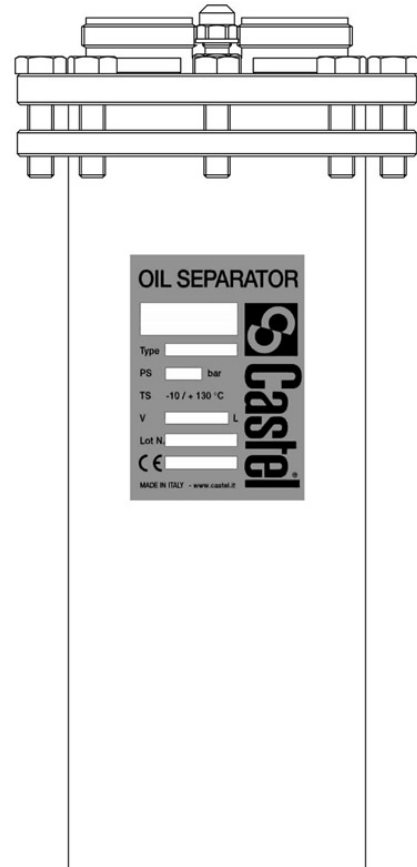 OIL SEPARATOR
Type
PS bar
TS -10 / + 130 °C
V L
Lot N.
CE
MADE IN ITALY - www.castel.it
Castel®